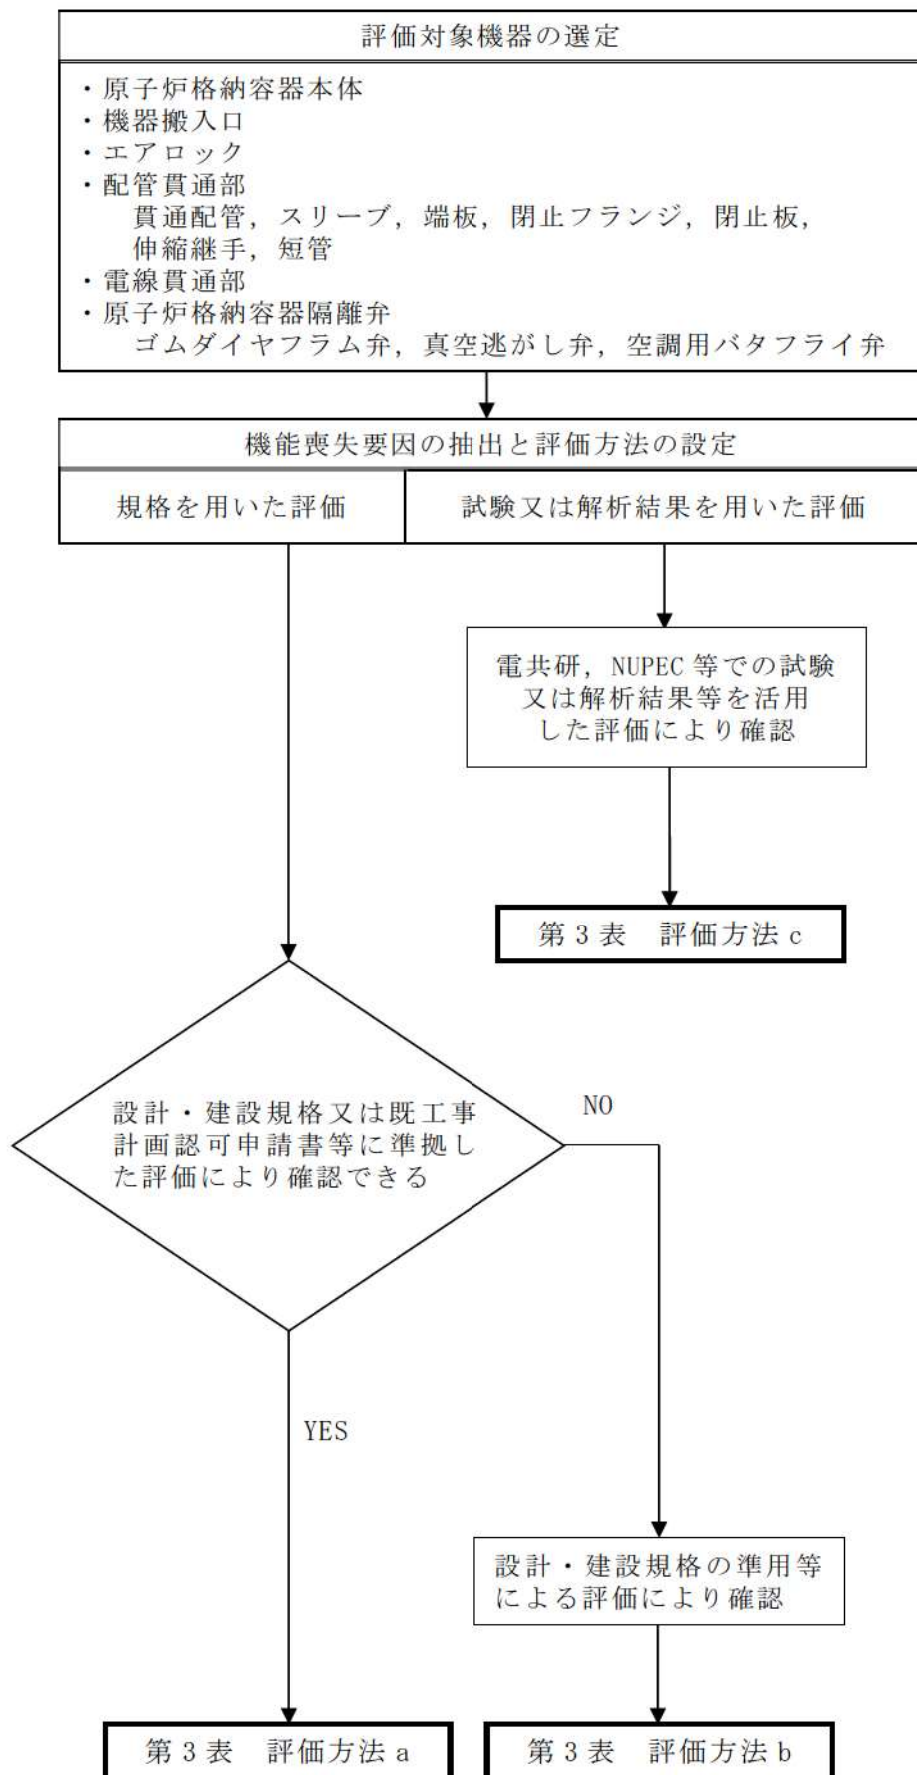 評価対象機器の選定
・原子炉格納容器本体
・機器搬入口
・エアロック
・配管貫通部
貫通配管，スリーブ，端板，閉止フランジ，閉止板，
伸縮継手，短管
・電線貫通部
・原子炉格納容器隔離弁
ゴムダイヤフラム弁，真空逃がし弁，空調用バタフライ弁
機能喪失要因の抽出と評価方法の設定
規格を用いた評価
試験又は解析結果を用いた評価
電共研，NUPEC 等での試験
又は解析結果等を活用
した評価により確認
第3表　評価方法c
設計・建設規格又は既工事
計画認可申請書等に準拠し
た評価により確認できる
NO
YES
設計・建設規格の準用等
による評価により確認
第3表　評価方法a
第3表　評価方法b